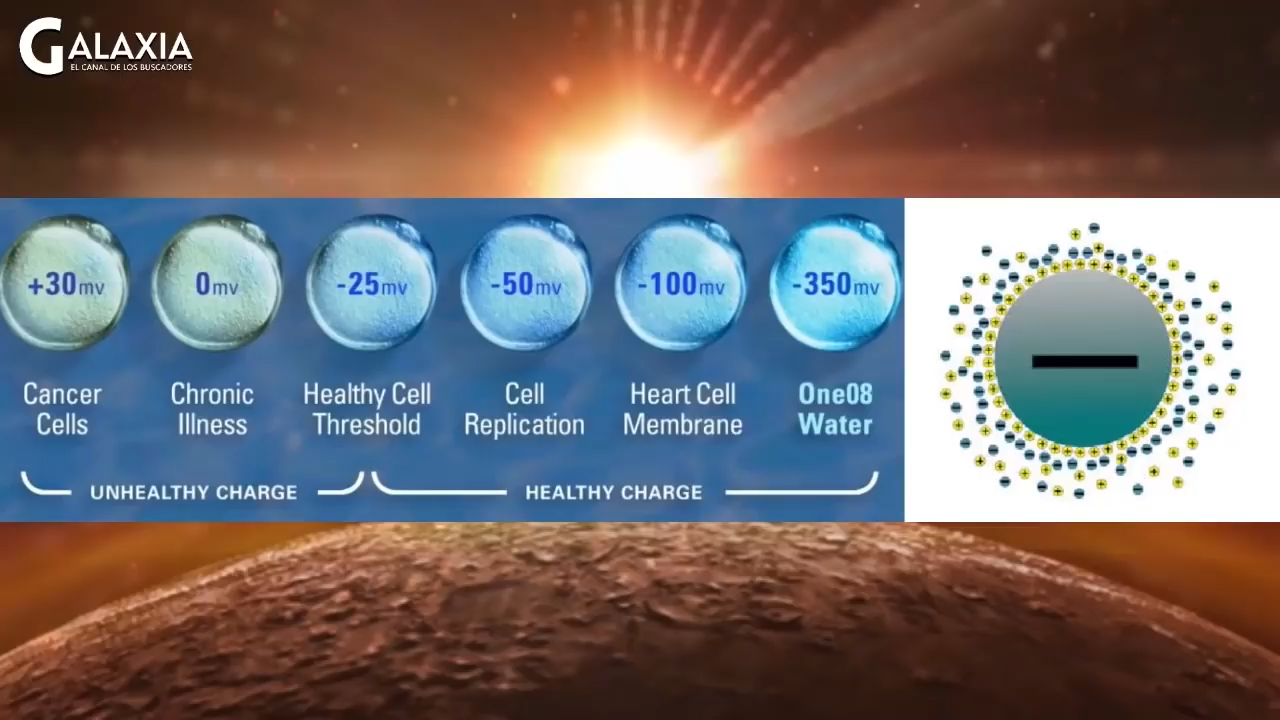 GALAXIA
EL CANAL DE LOS BUSCADORES
+30mv
0mv
-25mv
-50mv
-100mv
-350mv
Cancer
Cells
Chronic
Illness
Healthy Cell
Threshold
Cell
Replication
Heart Cell
Membrane
One08
Water
UNHEALTHY CHARGE
HEALTHY CHARGE